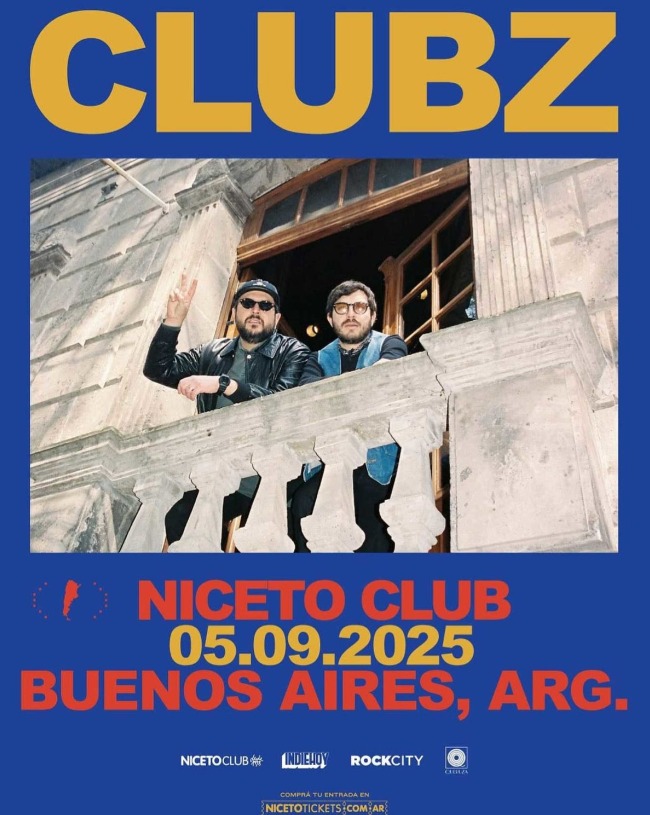 CLUBZ
NICETO CLUB
05.09.2025
BUENOS AIRES, ARG.
NICETOCLUB INDIEHOY ROCKCITY
COMPRÁ TU ENTRADA EN
NICETOTICKETS.COM.AR